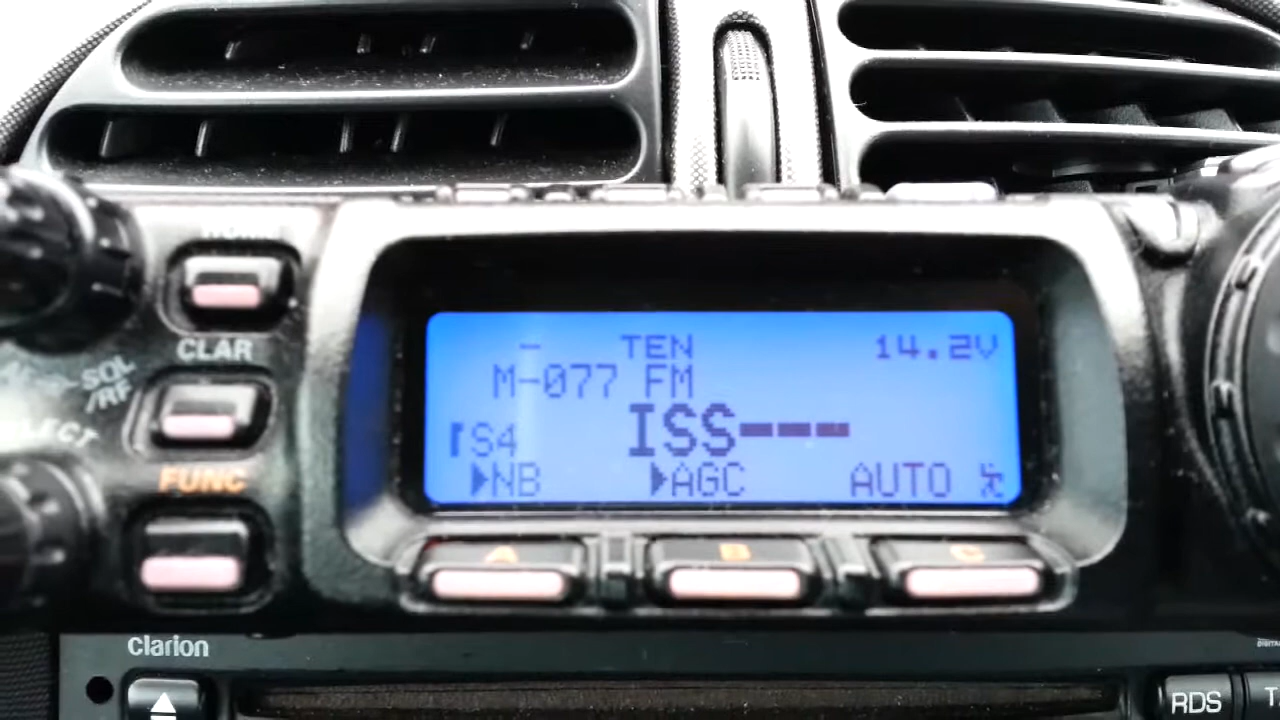 CLAR
SQL
/RF
FUNC
- TEN 14.2V
M-077 FM
S4 ISS---
NB AGC AUTO
A B C
Clarion
RDS